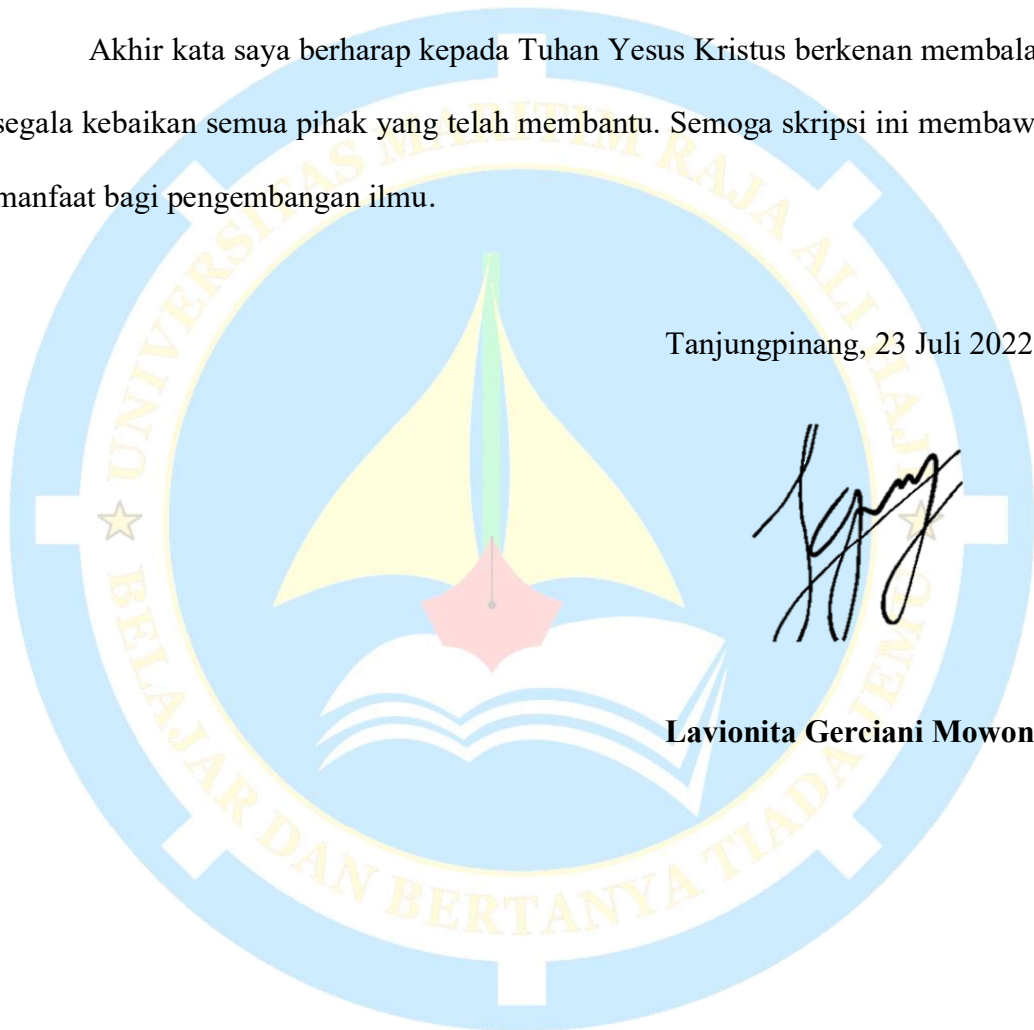 Akhir kata saya berharap kepada Tuhan Yesus Kristus berkenan membala
segala kebaikan semua pihak yang telah membantu. Semoga skripsi ini membaw
manfaat bagi pengembangan ilmu.
UNIVERSITAS MARITIM RAJA ALI HAJI
Tanjungpinang, 23 Juli 2022
Lavionita Gerciani Mowon
BELAJAR DAN BERTANYA TIADA JEMU